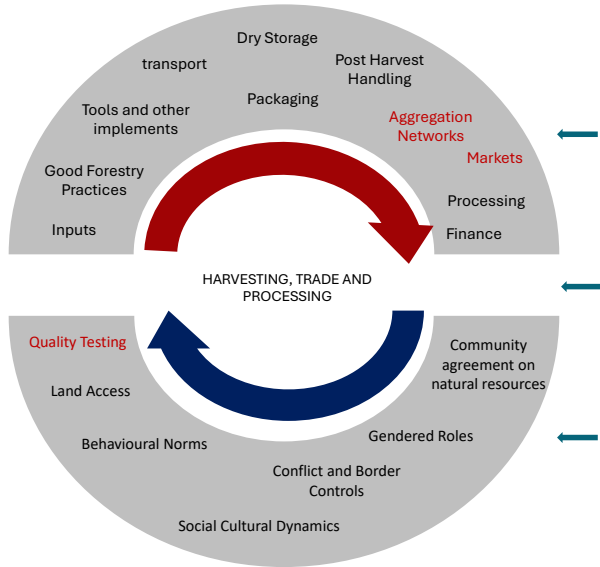 Dry Storage
transport
Post Harvest
Handling
Packaging
Tools and other
implements
Aggregation
Networks
Markets
Good Forestry
Practices
Processing
Inputs
Finance
HARVESTING, TRADE AND
PROCESSING
Quality Testing
Community
agreement on
natural resources
Land Access
Behavioural Norms
Gendered Roles
Conflict and Border
Controls
Social Cultural Dynamics